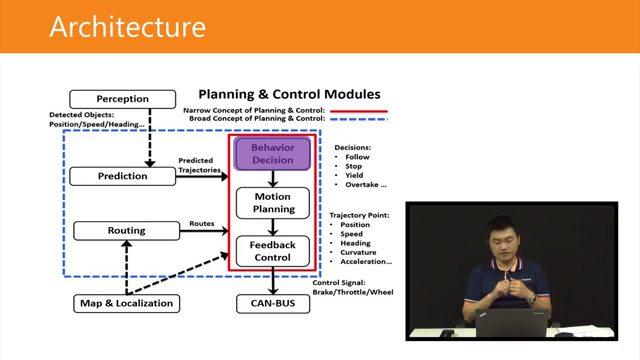 Architecture
Planning & Control Modules
Narrow Concept of Planning & Control:
Broad Concept of Planning & Control:
Perception
Detected Objects:
Position/Speed/Heading...
Prediction
Predicted
Trajectories
Behavior
Decision
Decisions:
• Follow
• Stop
• Yield
• Overtake ...
Motion
Planning
Routing
Routes
Feedback
Control
Trajectory Point:
• Position
• Speed
• Heading
• Curvature
• Acceleration...
Control Signal:
Brake/Throttle/Wheel
Map & Localization
CAN-BUS